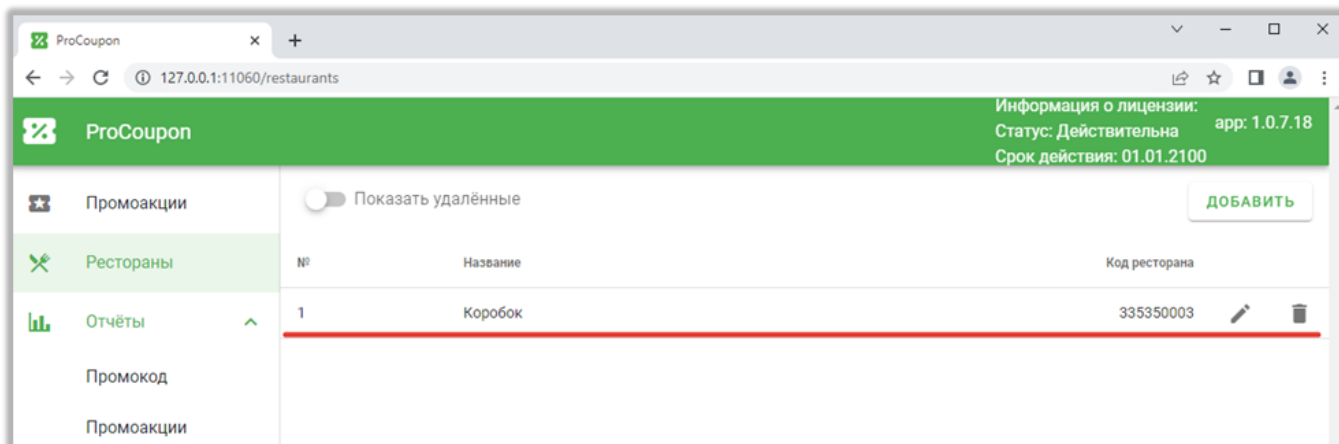 ProCoupon
127.0.0.1:11060/restaurants
ProCoupon
Информация о лицензии:
Статус: Действительна
Срок действия: 01.01.2100
app: 1.0.7.18
Промоакции
Показать удалённые
ДОБАВИТЬ
Рестораны
№ Название Код ресторана
Отчёты
1 Коробок 335350003
Промокод
Промоакции